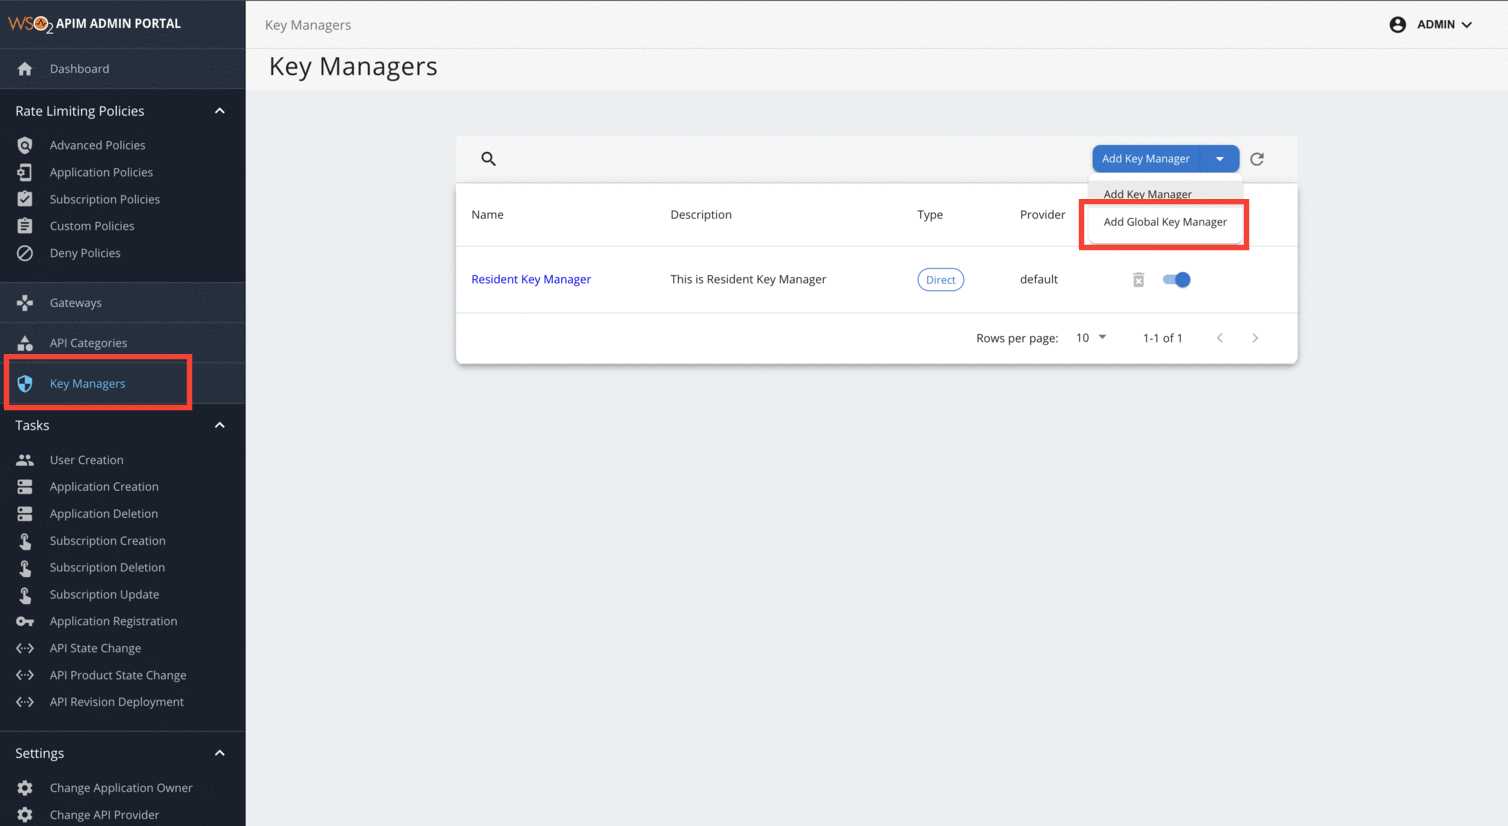 WSO2 APIM ADMIN PORTAL
Key Managers
ADMIN
Key Managers
Dashboard
Rate Limiting Policies
Advanced Policies
Application Policies
Subscription Policies
Custom Policies
Deny Policies
Gateways
API Categories
Key Managers
Tasks
User Creation
Application Creation
Application Deletion
Subscription Creation
Subscription Deletion
Subscription Update
Application Registration
API State Change
API Product State Change
API Revision Deployment
Settings
Change Application Owner
Change API Provider
Add Key Manager
Add Key Manager
Add Global Key Manager
Name Description Type Provider
Resident Key Manager This is Resident Key Manager Direct default
Rows per page: 10 1-1 of 1